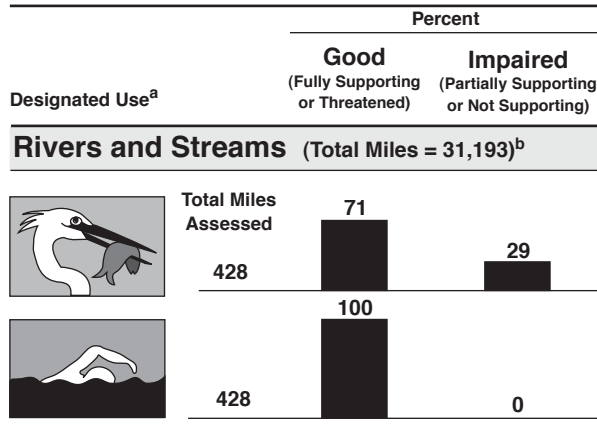 Percent
Good
(Fully Supporting
or Threatened)
Impaired
(Partially Supporting
or Not Supporting)
Designated Useᵃ
Rivers and Streams (Total Miles = 31,193)ᵇ
Total Miles
Assessed
71
29
428
100
428
0